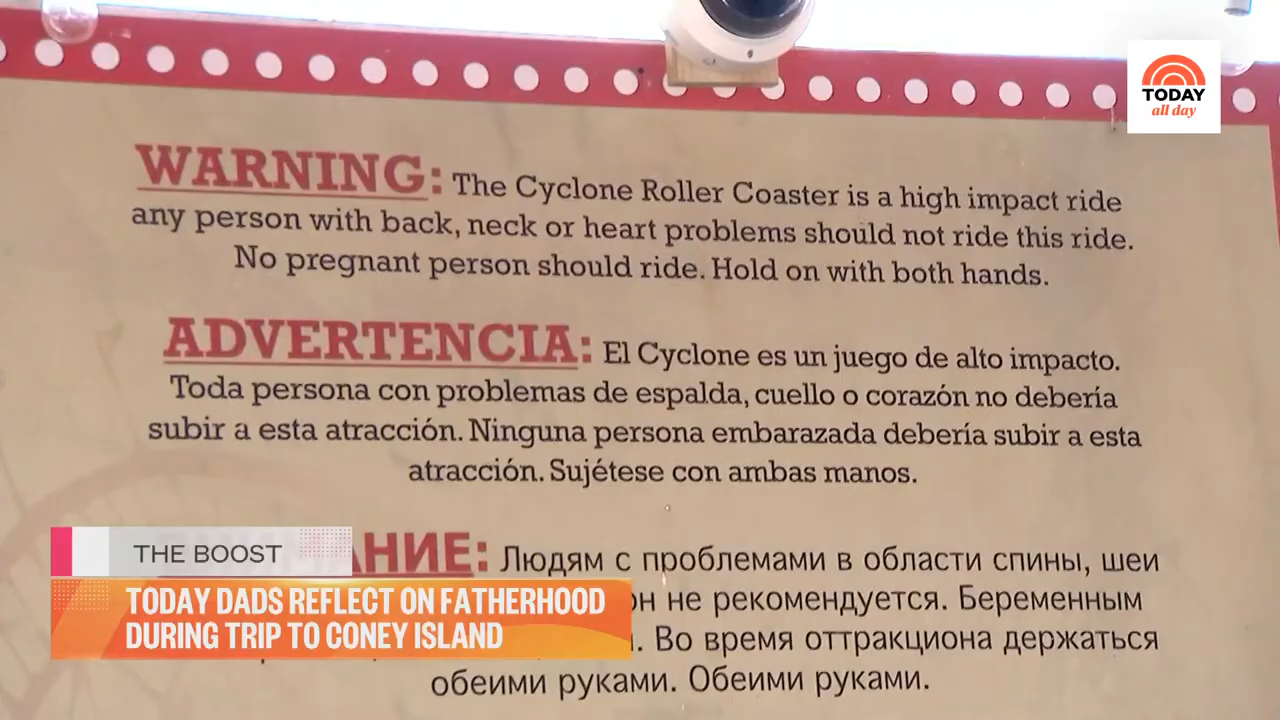 TODAY
all day
WARNING: The Cyclone Roller Coaster is a high impact ride
any person with back, neck or heart problems should not ride this ride.
No pregnant person should ride. Hold on with both hands.
ADVERTENCIA: El Cyclone es un juego de alto impacto.
Toda persona con problemas de espalda, cuello o corazón no debería
subir a esta atracción. Ninguna persona embarazada debería subir a esta
atracción. Sujétese con ambas manos.
Людям с проблемами в области спины, шеи
не рекомендуется. Беременным
Во время оттракциона держаться
обеими руками. Обеими руками.
THE BOOST
TODAY DADS REFLECT ON FATHERHOOD
DURING TRIP TO CONEY ISLAND